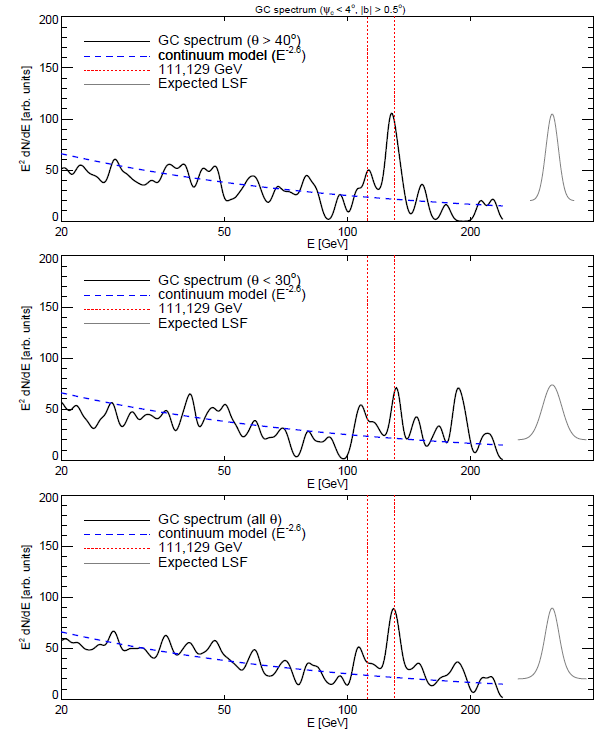 GC spectrum (ψc < 4°, |b| > 0.5°)
200
150
100
50
0
E² dN/dE [arb. units]
GC spectrum (θ > 40°)
continuum model (E^-2.6)
111,129 GeV
Expected LSF
20
50
100
200
E [GeV]
200
150
100
50
0
E² dN/dE [arb. units]
GC spectrum (θ < 30°)
continuum model (E^-2.6)
111,129 GeV
Expected LSF
20
50
100
200
E [GeV]
200
150
100
50
0
E² dN/dE [arb. units]
GC spectrum (all θ)
continuum model (E^-2.6)
111,129 GeV
Expected LSF
20
50
100
200
E [GeV]